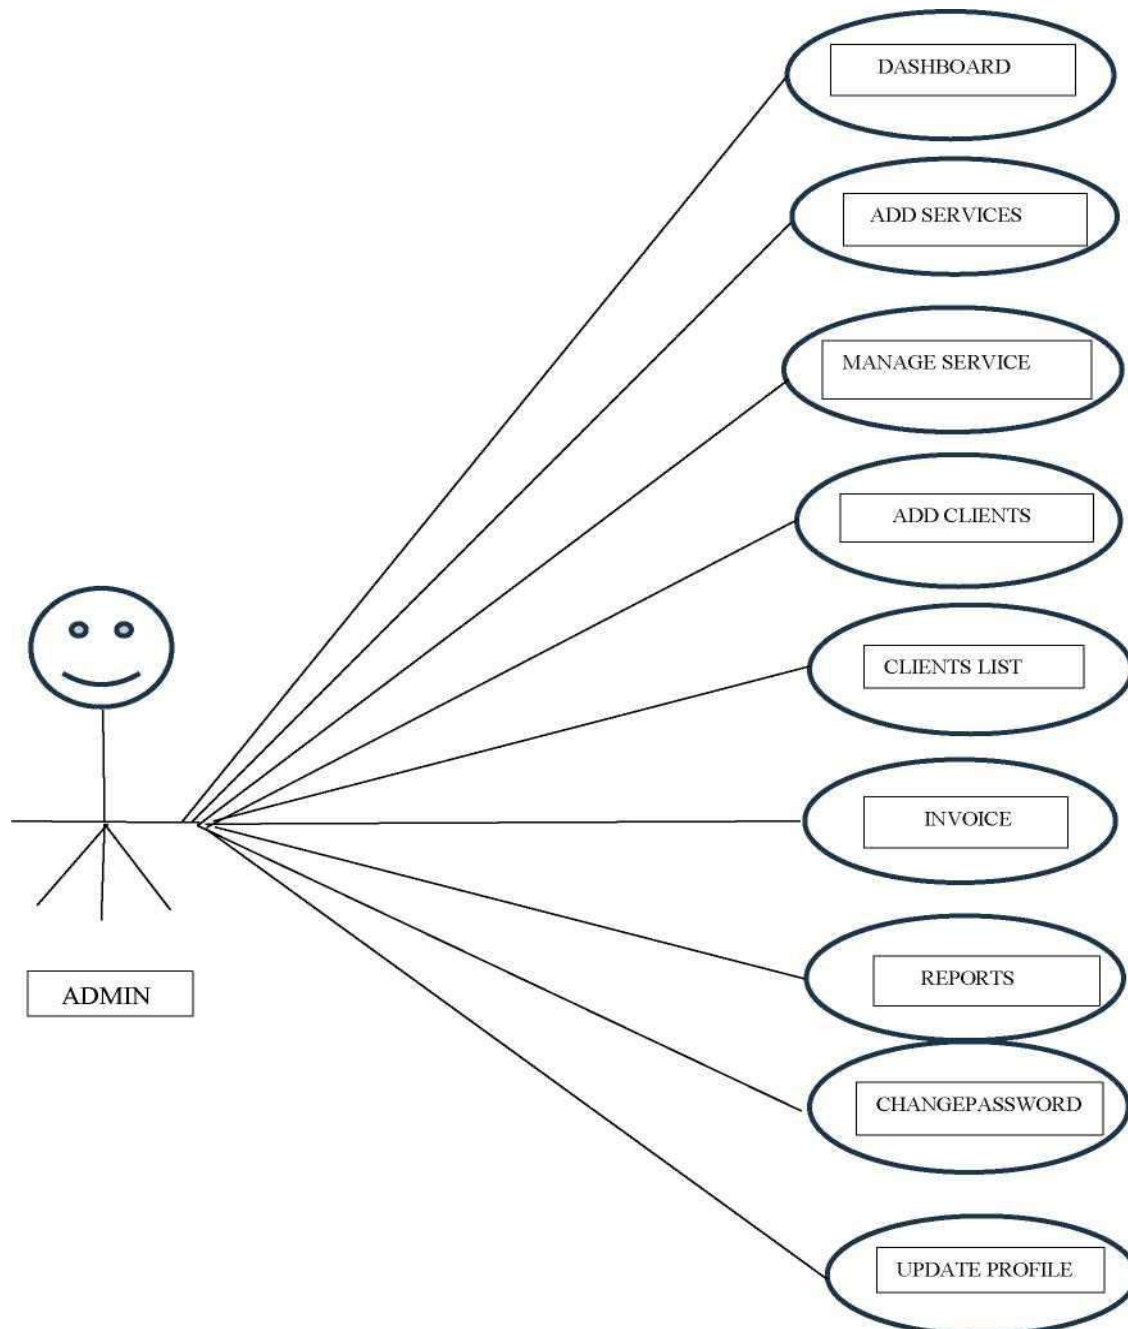 DASHBOARD
ADD SERVICES
MANAGE SERVICE
ADD CLIENTS
CLIENTS LIST
INVOICE
REPORTS
ADMIN
CHANGEPASSWORD
UPDATE PROFILE